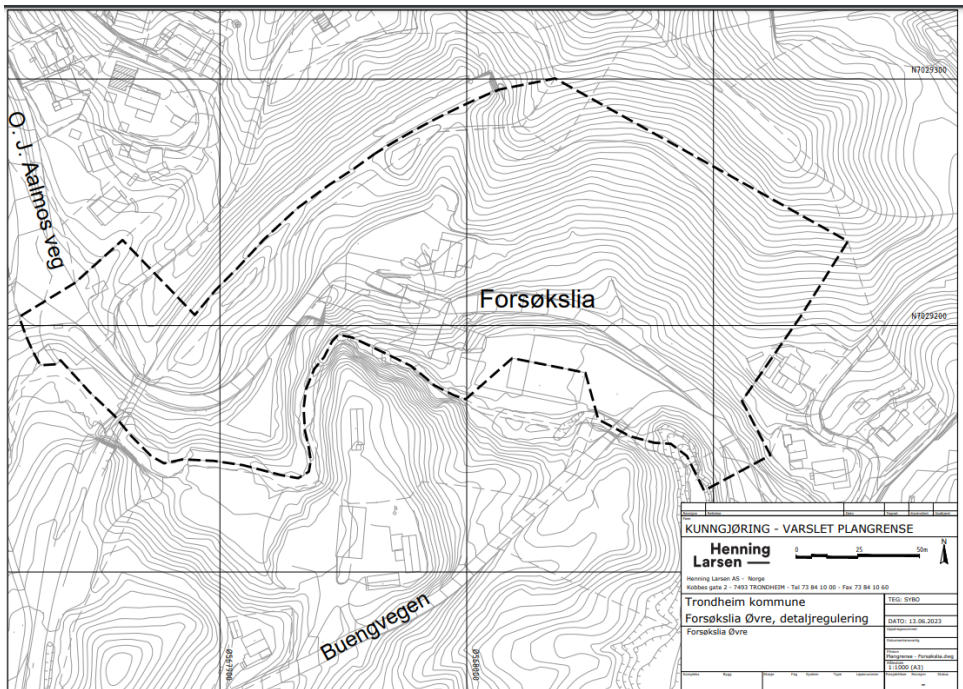 N7029300
O. J. Aalmos veg
Forsøkslia
N7029200
KUNNGJØRING - VARSLET PLANGRENSE
Henning
Larsen
0 25 50m
N
Henning Larsen AS - Norge
Kobbes gate 2 - 7493 TRONDHEIM - Tel 73 84 10 00 - Fax 73 84 10 60
Trondheim kommune
TEG: SYBO
Forsøkslia Øvre, detaljregulering
DATO: 13.06.2023
Forsøkslia Øvre
Plangrense - Forsøkslia.dwg
1:1000 (A3)
Buengvegen